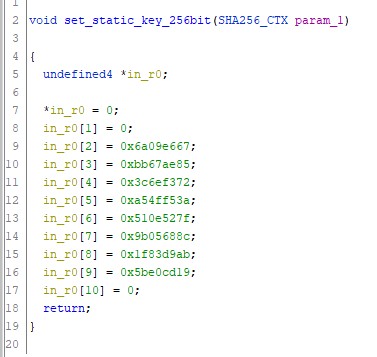 1
2 void set_static_key_256bit(SHA256_CTX param_1)
3
4 {
5 undefined4 *in_r0;
6
7 *in_r0 = 0;
8 in_r0[1] = 0;
9 in_r0[2] = 0x6a09e667;
10 in_r0[3] = 0xbb67ae85;
11 in_r0[4] = 0x3c6ef372;
12 in_r0[5] = 0xa54ff53a;
13 in_r0[6] = 0x510e527f;
14 in_r0[7] = 0x9b05688c;
15 in_r0[8] = 0x1f83d9ab;
16 in_r0[9] = 0x5be0cd19;
17 in_r0[10] = 0;
18 return;
19 }
20